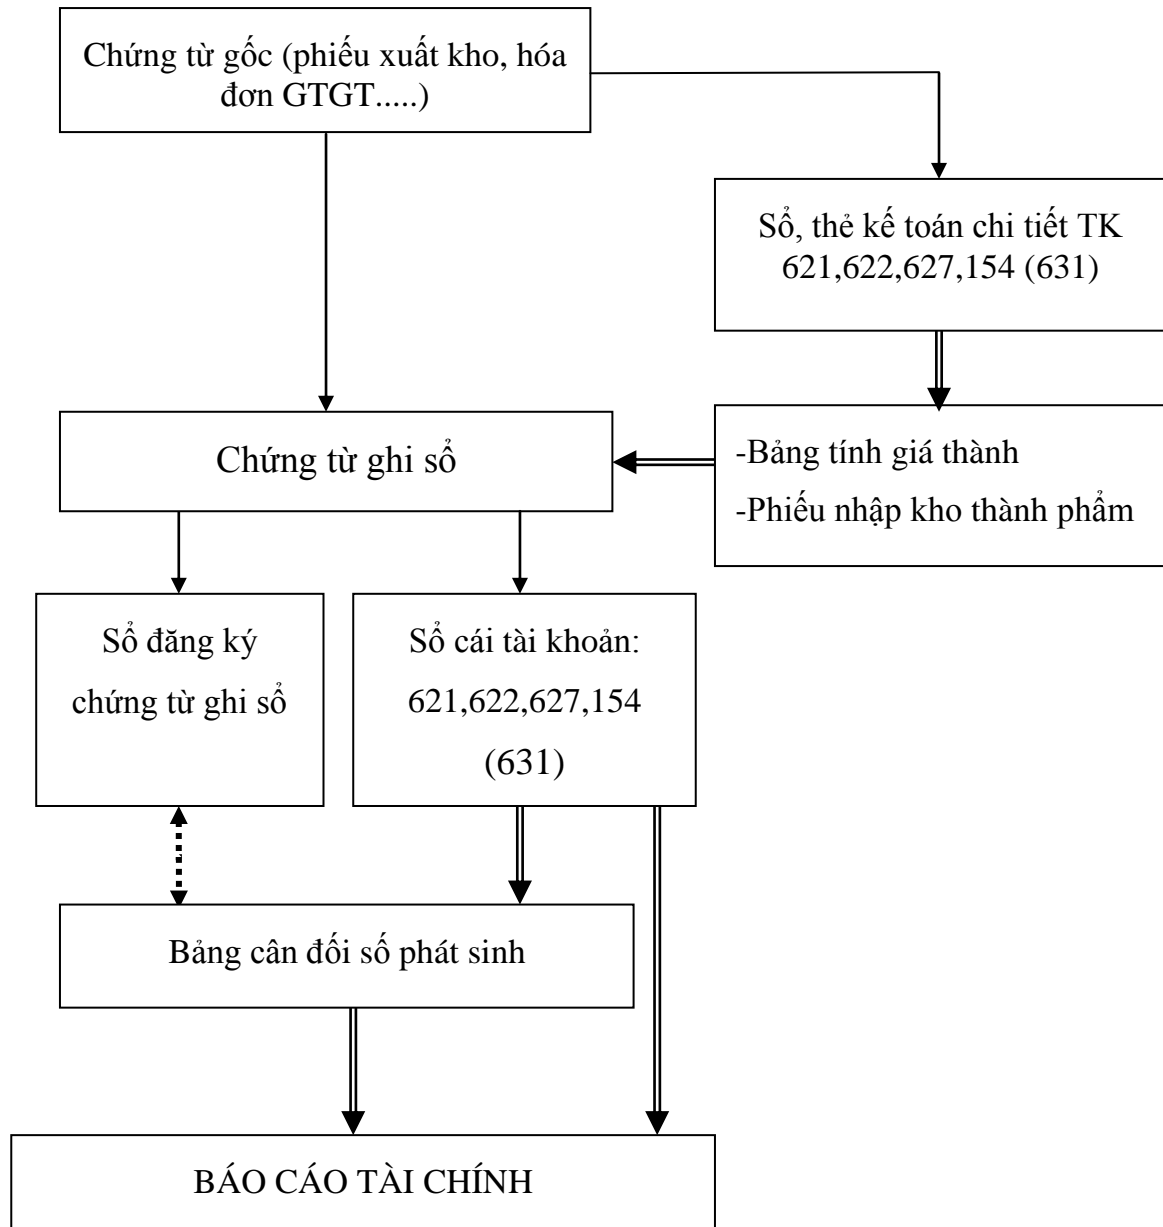 Chứng từ gốc (phiếu xuất kho, hóa
đơn GTGT.....)
Sổ, thẻ kế toán chi tiết TK
621,622,627,154 (631)
Chứng từ ghi sổ
-Bảng tính giá thành
-Phiếu nhập kho thành phẩm
Sổ đăng ký
chứng từ ghi sổ
Sổ cái tài khoản:
621,622,627,154
(631)
Bảng cân đối số phát sinh
BÁO CÁO TÀI CHÍNH